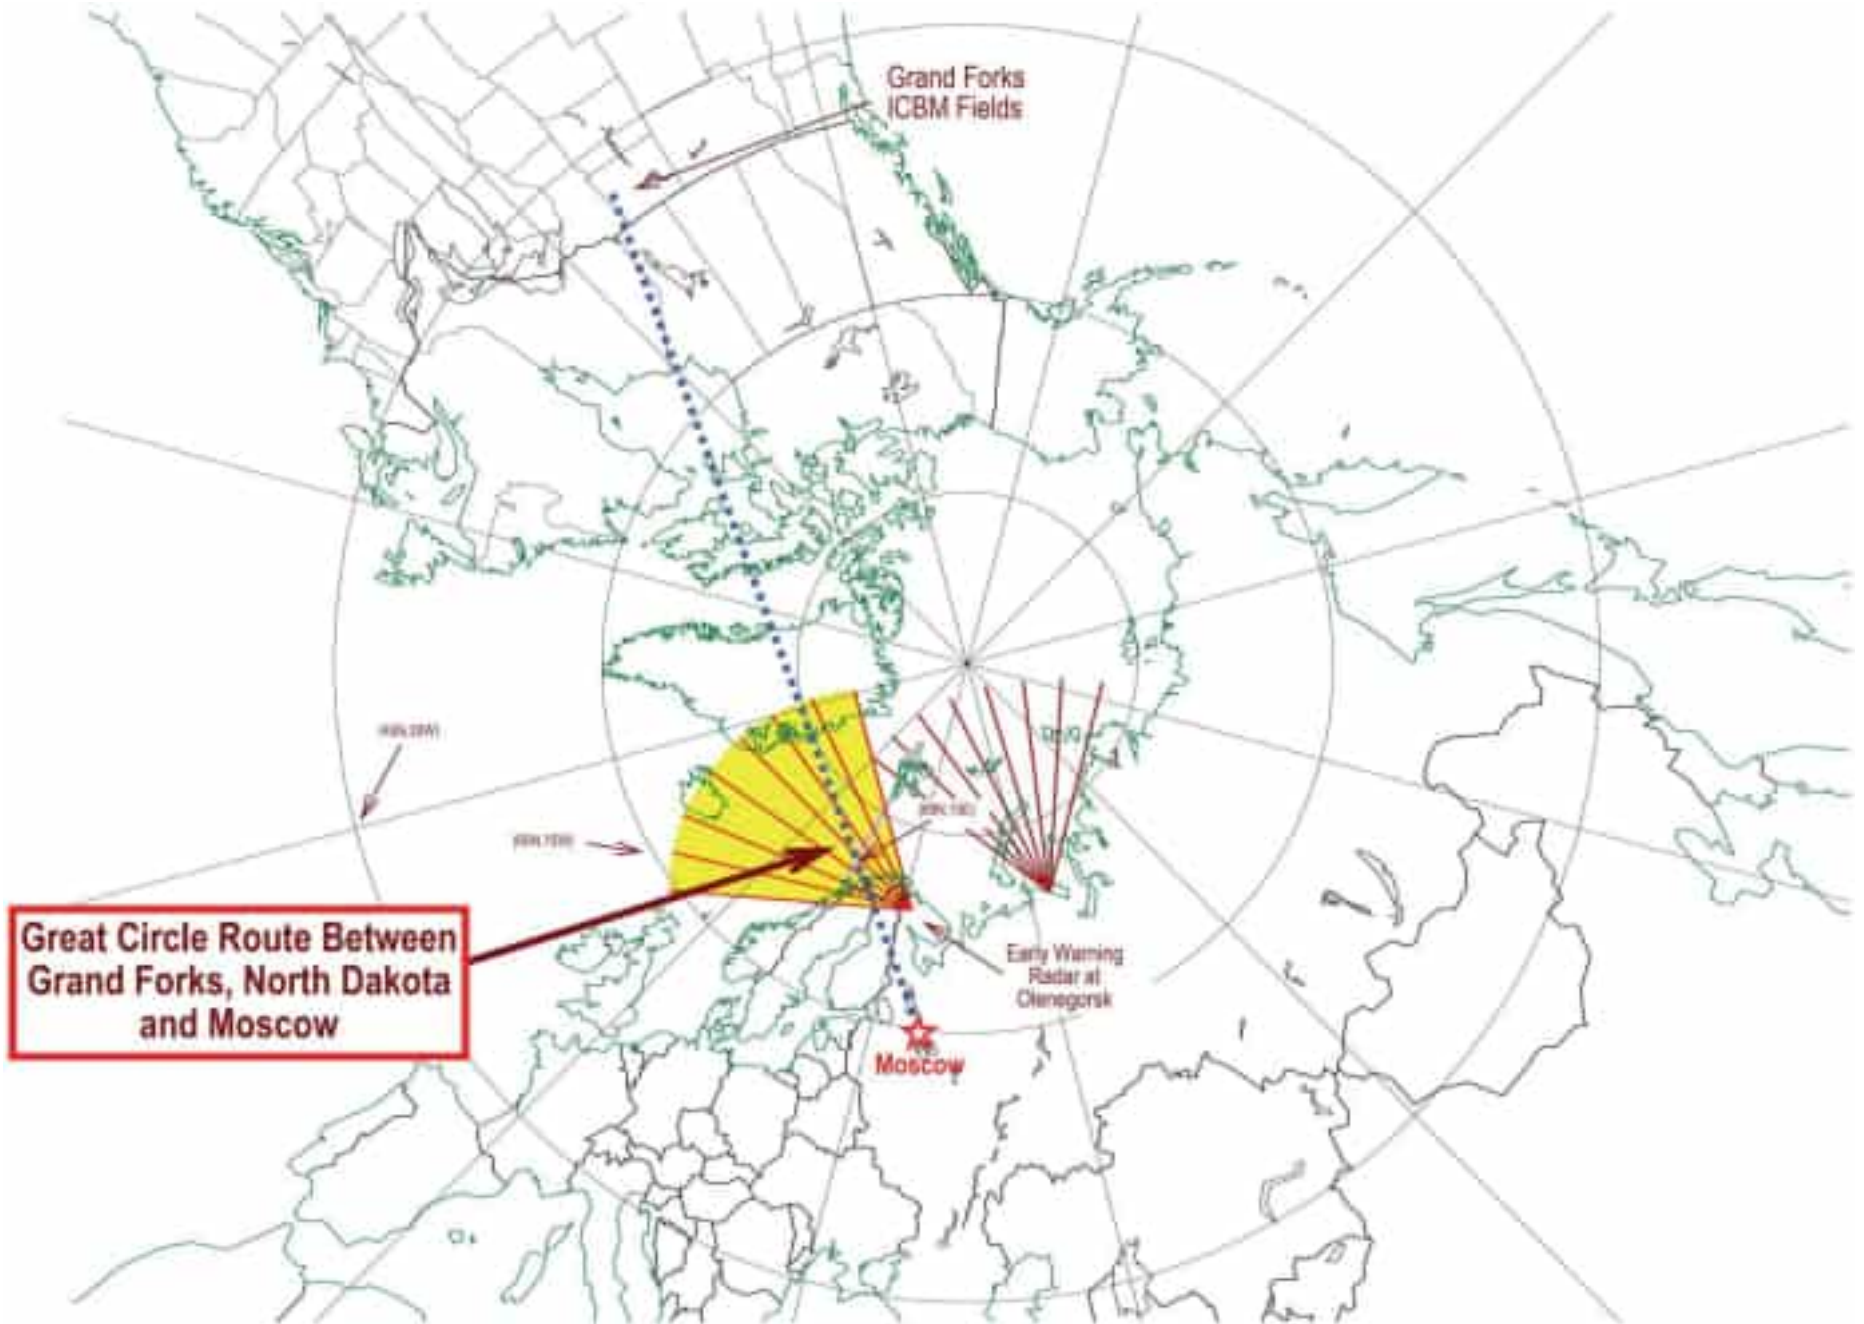 Grand Forks
ICBM Fields
Great Circle Route Between
Grand Forks, North Dakota
and Moscow
Early Warning
Radar at
Olenegorsk
Moscow